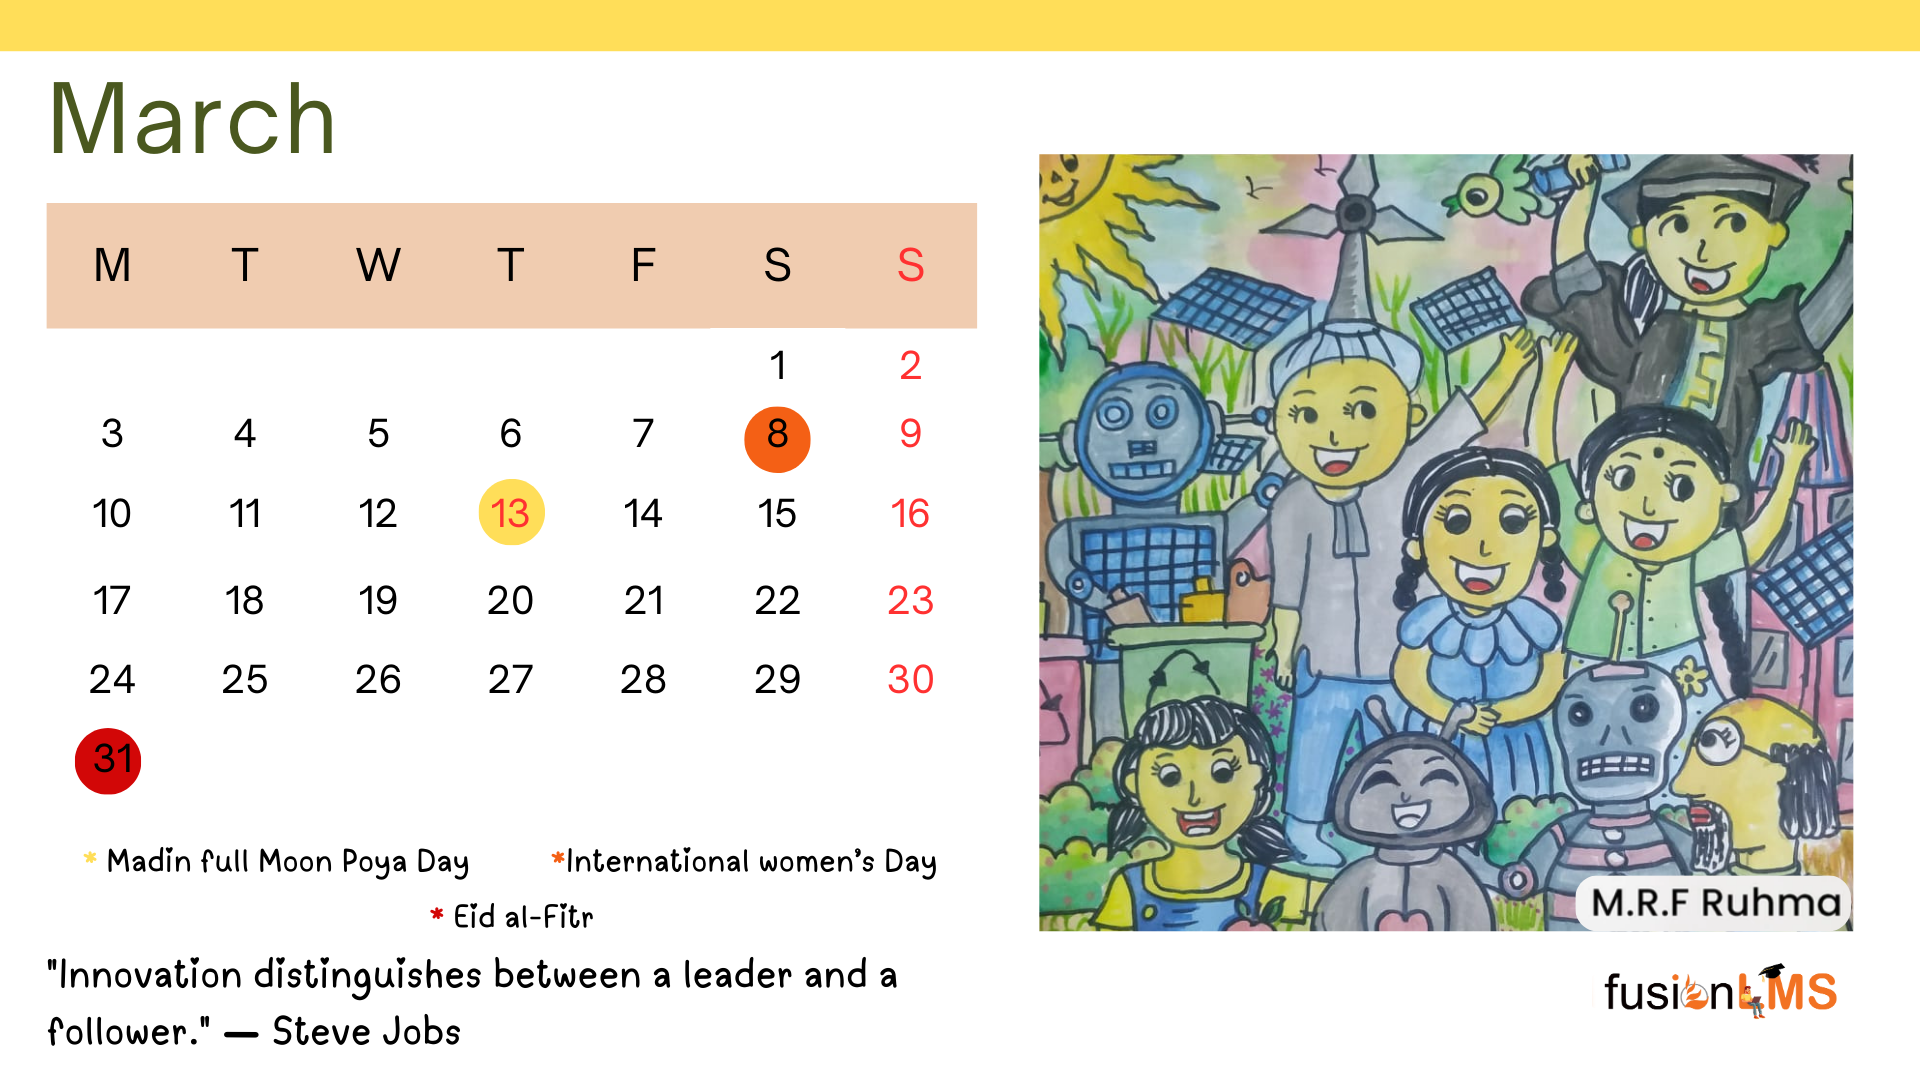 March
M T W T F S S
1 2
3 4 5 6 7 8 9
10 11 12 13 14 15 16
17 18 19 20 21 22 23
24 25 26 27 28 29 30
31
* Madin full Moon Poya Day *International women's Day
* Eid al-Fitr
"Innovation distinguishes between a leader and a
follower." — Steve Jobs
M.R.F Ruhma
fusionLMS